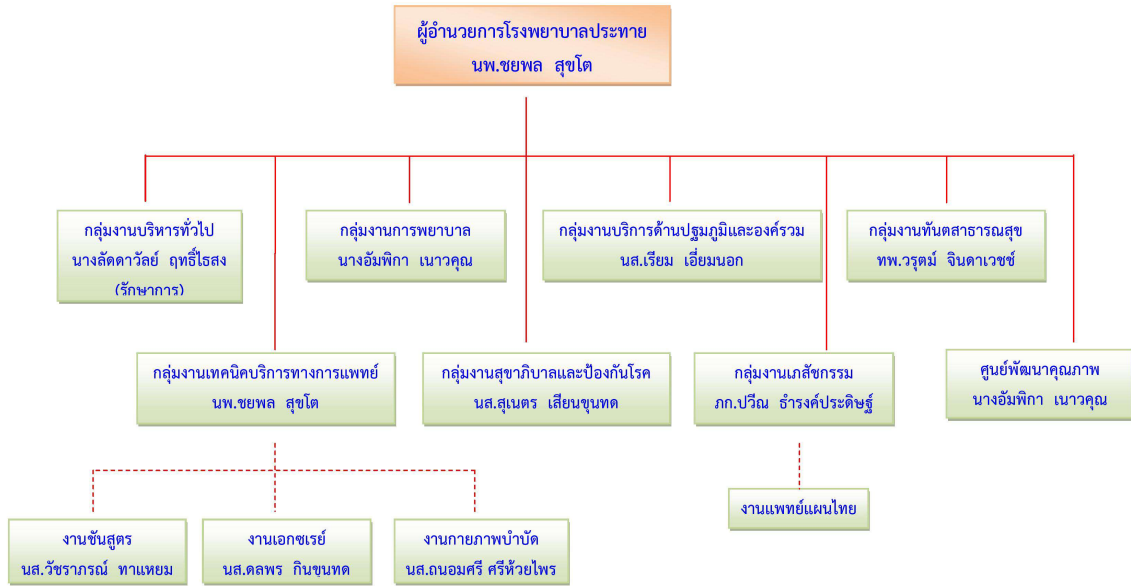 ผู้อำนวยการโรงพยาบาลประทาย
นพ.ชยพล สุขโต
กลุ่มงานบริหารทั่วไป
นางลัดดาวัลย์ ฤทธิ์ไธสง
(รักษาการ)
กลุ่มงานการพยาบาล
นางอัมพิกา เนาวคุณ
กลุ่มงานบริการด้านปฐมภูมิและองค์รวม
นส.เรียม เอี่ยมนอก
กลุ่มงานทันตสาธารณสุข
ทพ.วรุตม์ จินดาเวชช์
กลุ่มงานเทคนิคบริการทางการแพทย์
นพ.ชยพล สุขโต
กลุ่มงานสุขาภิบาลและป้องกันโรค
นส.สุเนตร เสียนขุนทด
กลุ่มงานเภสัชกรรม
ภก.ปวีณ ธำรงค์ประดิษฐ์
ศูนย์พัฒนาคุณภาพ
นางอัมพิกา เนาวคุณ
งานชันสูตร
นส.วัชราภรณ์ ทาแหยม
งานเอกซเรย์
นส.ดลพร กินขุนทด
งานกายภาพบำบัด
นส.ถนอมศรี ศรีห้วยไพร
งานแพทย์แผนไทย